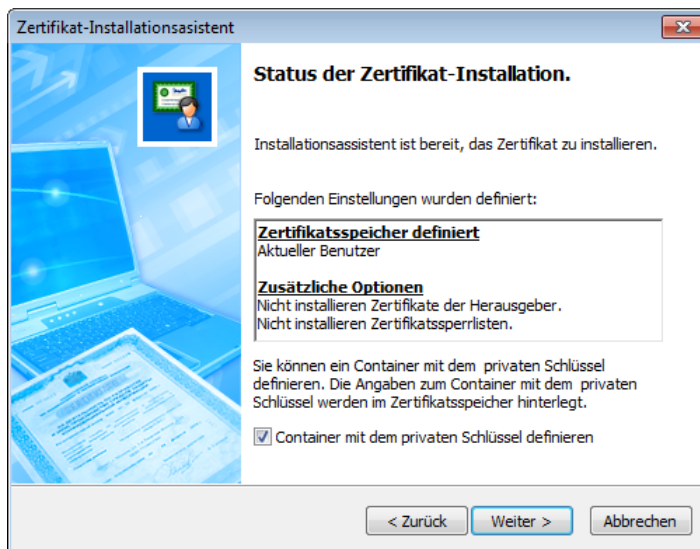 Zertifikat-Installationsasistent
Status der Zertifikat-Installation.
Installationsassistent ist bereit, das Zertifikat zu installieren.
Folgenden Einstellungen wurden definiert:
Zertifikatsspeicher definiert
Aktueller Benutzer
Zusätzliche Optionen
Nicht installieren Zertifikate der Herausgeber.
Nicht installieren Zertifikatssperrlisten.
Sie können ein Container mit dem privaten Schlüssel
definieren. Die Angaben zum Container mit dem privaten
Schlüssel werden im Zertifikatsspeicher hinterlegt.
Container mit dem privaten Schlüssel definieren
< Zurück
Weiter >
Abbrechen